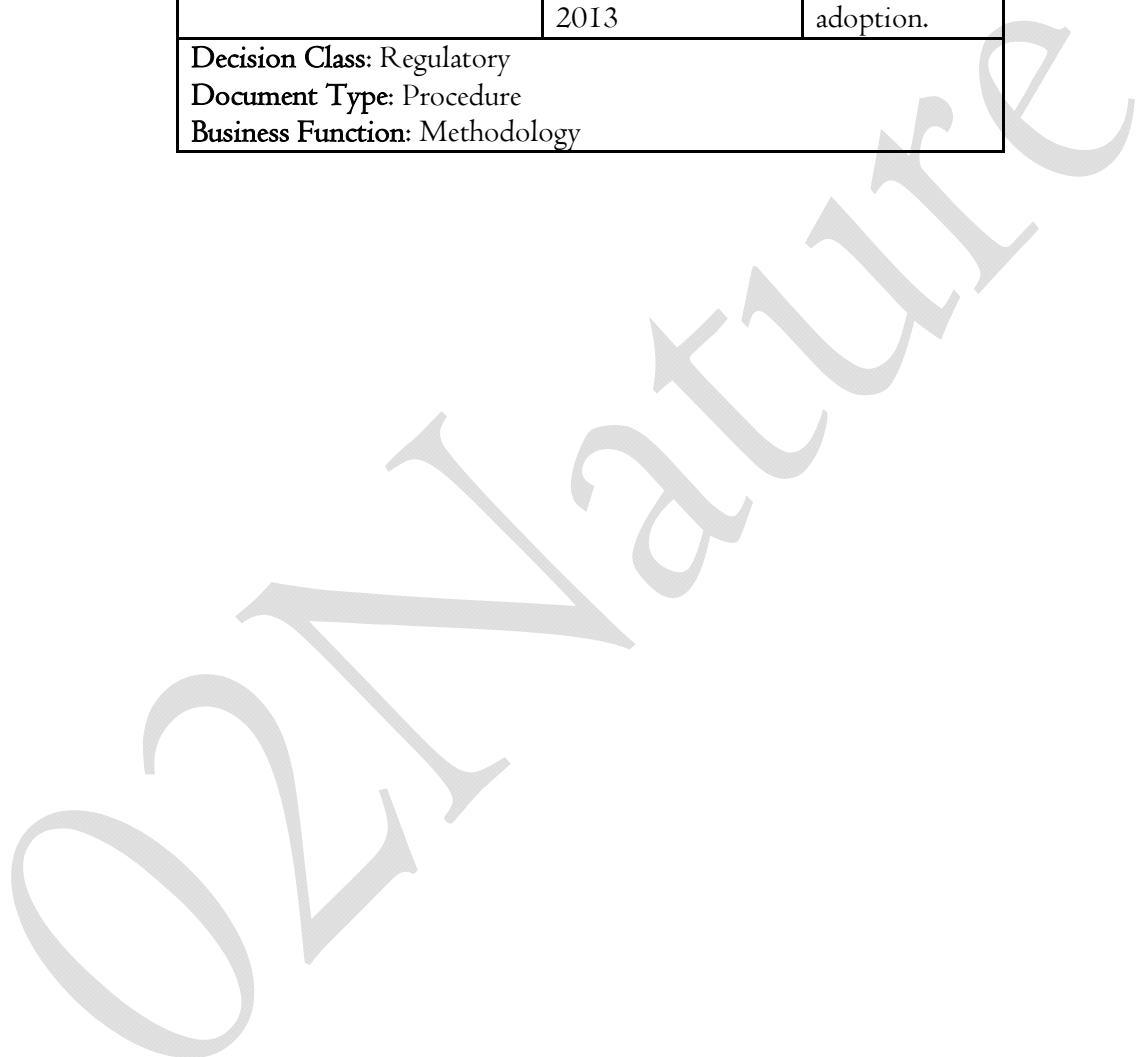 2013 adoption.
Decision Class: Regulatory
Document Type: Procedure
Business Function: Methodology
02Nature